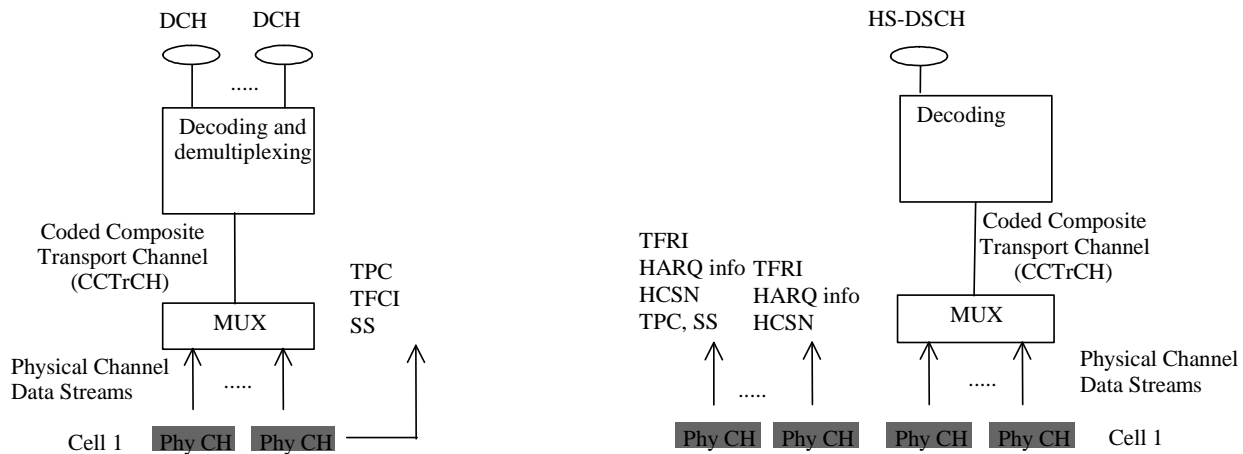 DCH DCH
.....
Decoding and
demultiplexing
Coded Composite
Transport Channel
(CCTrCH)
TPC
TFCI
SS
MUX
Physical Channel
Data Streams
.....
Cell 1 Phy CH Phy CH
HS-DSCH
Decoding
Coded Composite
Transport Channel
(CCTrCH)
TFRI
HARQ info
HCSN
TPC, SS
TFRI
HARQ info
HCSN
MUX
Physical Channel
Data Streams
.....
.....
Phy CH Phy CH Phy CH Phy CH Cell 1